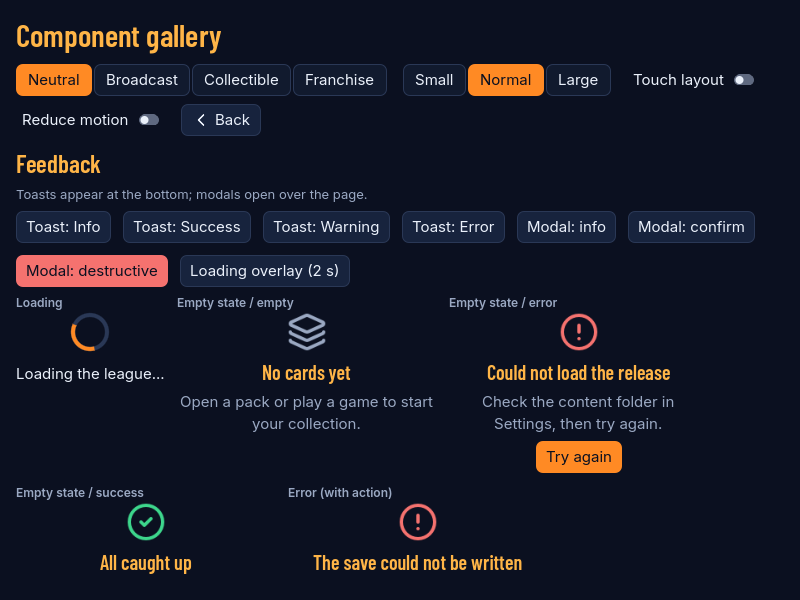 Component gallery
Neutral Broadcast Collectible Franchise Small Normal Large Touch layout
Reduce motion Back
Feedback
Toasts appear at the bottom; modals open over the page.
Toast: Info Toast: Success Toast: Warning Toast: Error Modal: info Modal: confirm
Modal: destructive Loading overlay (2 s)
Loading Empty state / empty Empty state / error
Loading the league... No cards yet Could not load the release
Open a pack or play a game to start
your collection.
Check the content folder in
Settings, then try again.
Try again
Empty state / success Error (with action)
All caught up The save could not be written